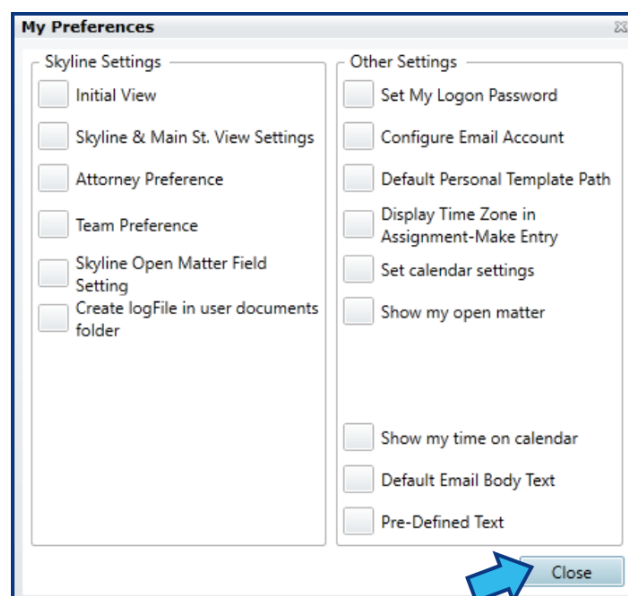 My Preferences
Skyline Settings
Initial View
Skyline & Main St. View Settings
Attorney Preference
Team Preference
Skyline Open Matter Field
Setting
Create logFile in user documents
folder
Other Settings
Set My Logon Password
Configure Email Account
Default Personal Template Path
Display Time Zone in
Assignment-Make Entry
Set calendar settings
Show my open matter
Show my time on calendar
Default Email Body Text
Pre-Defined Text
Close